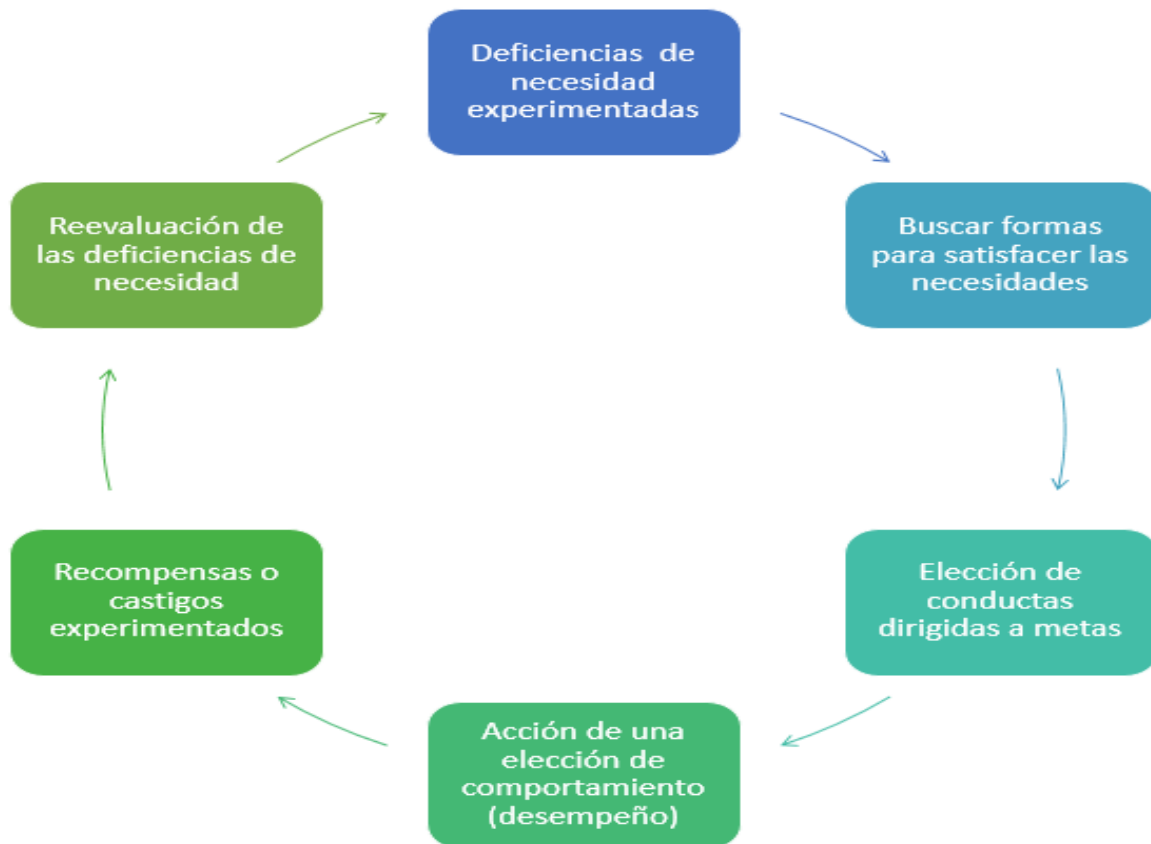 Deficiencias de
necesidad
experimentadas
Buscar formas
para satisfacer las
necesidades
Elección de
conductas
dirigidas a metas
Acción de una
elección de
comportamiento
(desempeño)
Recompensas o
castigos
experimentados
Reevaluación de
las deficiencias de
necesidad